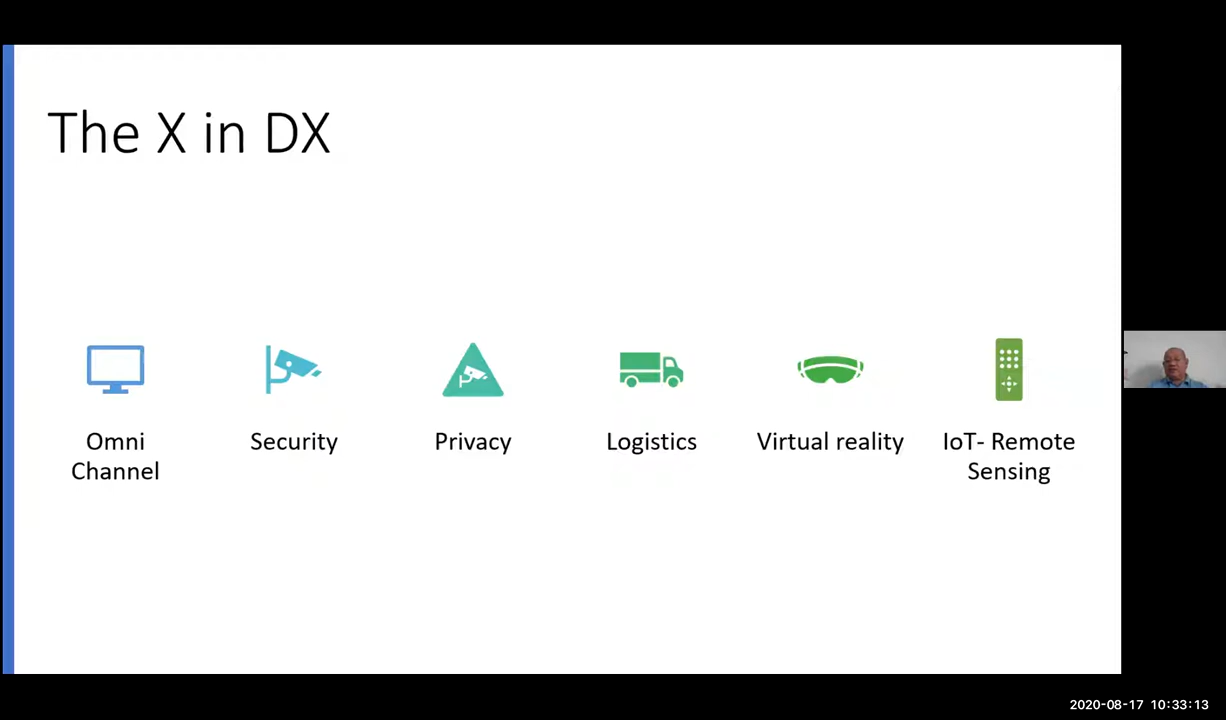 The X in DX
Omni
Channel
Security
Privacy
Logistics
Virtual reality
IoT- Remote
Sensing
2020-08-17 10:33:13